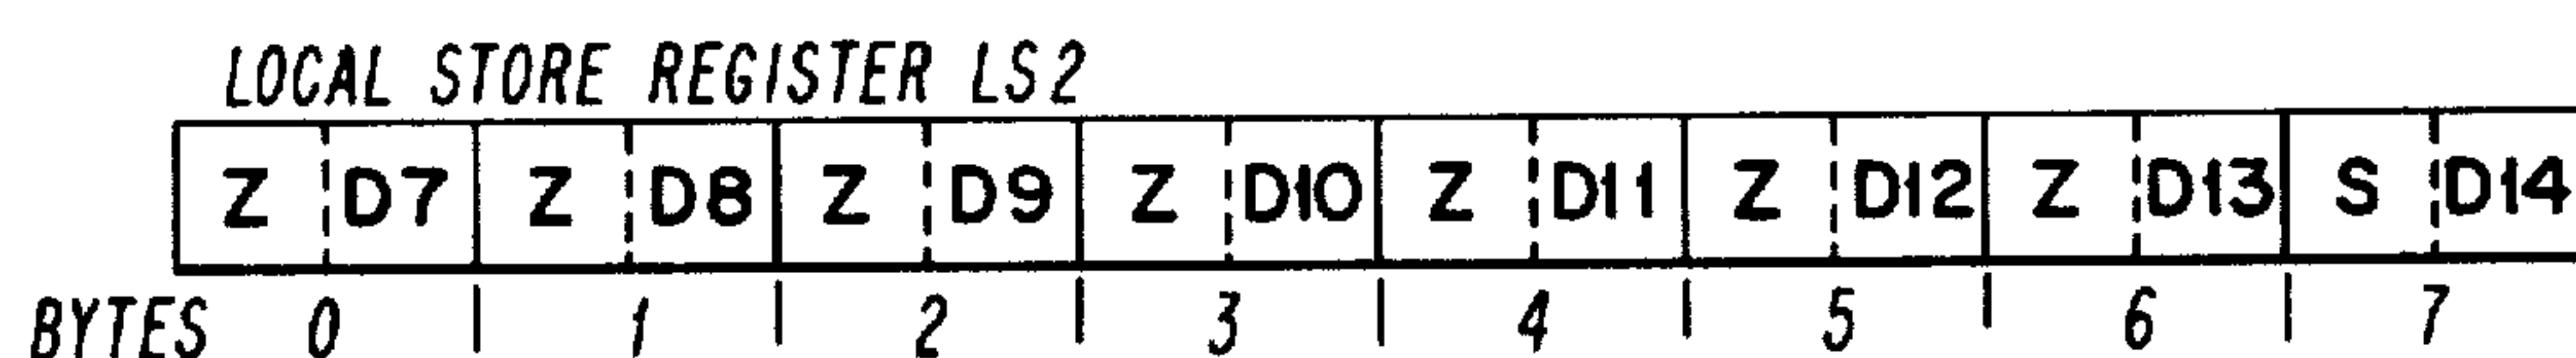 LOCAL STORE REGISTER LS2
Z D7 Z D8 Z D9 Z D10 Z D11 Z D12 Z D13 S D14
BYTES 0 1 2 3 4 5 6 7